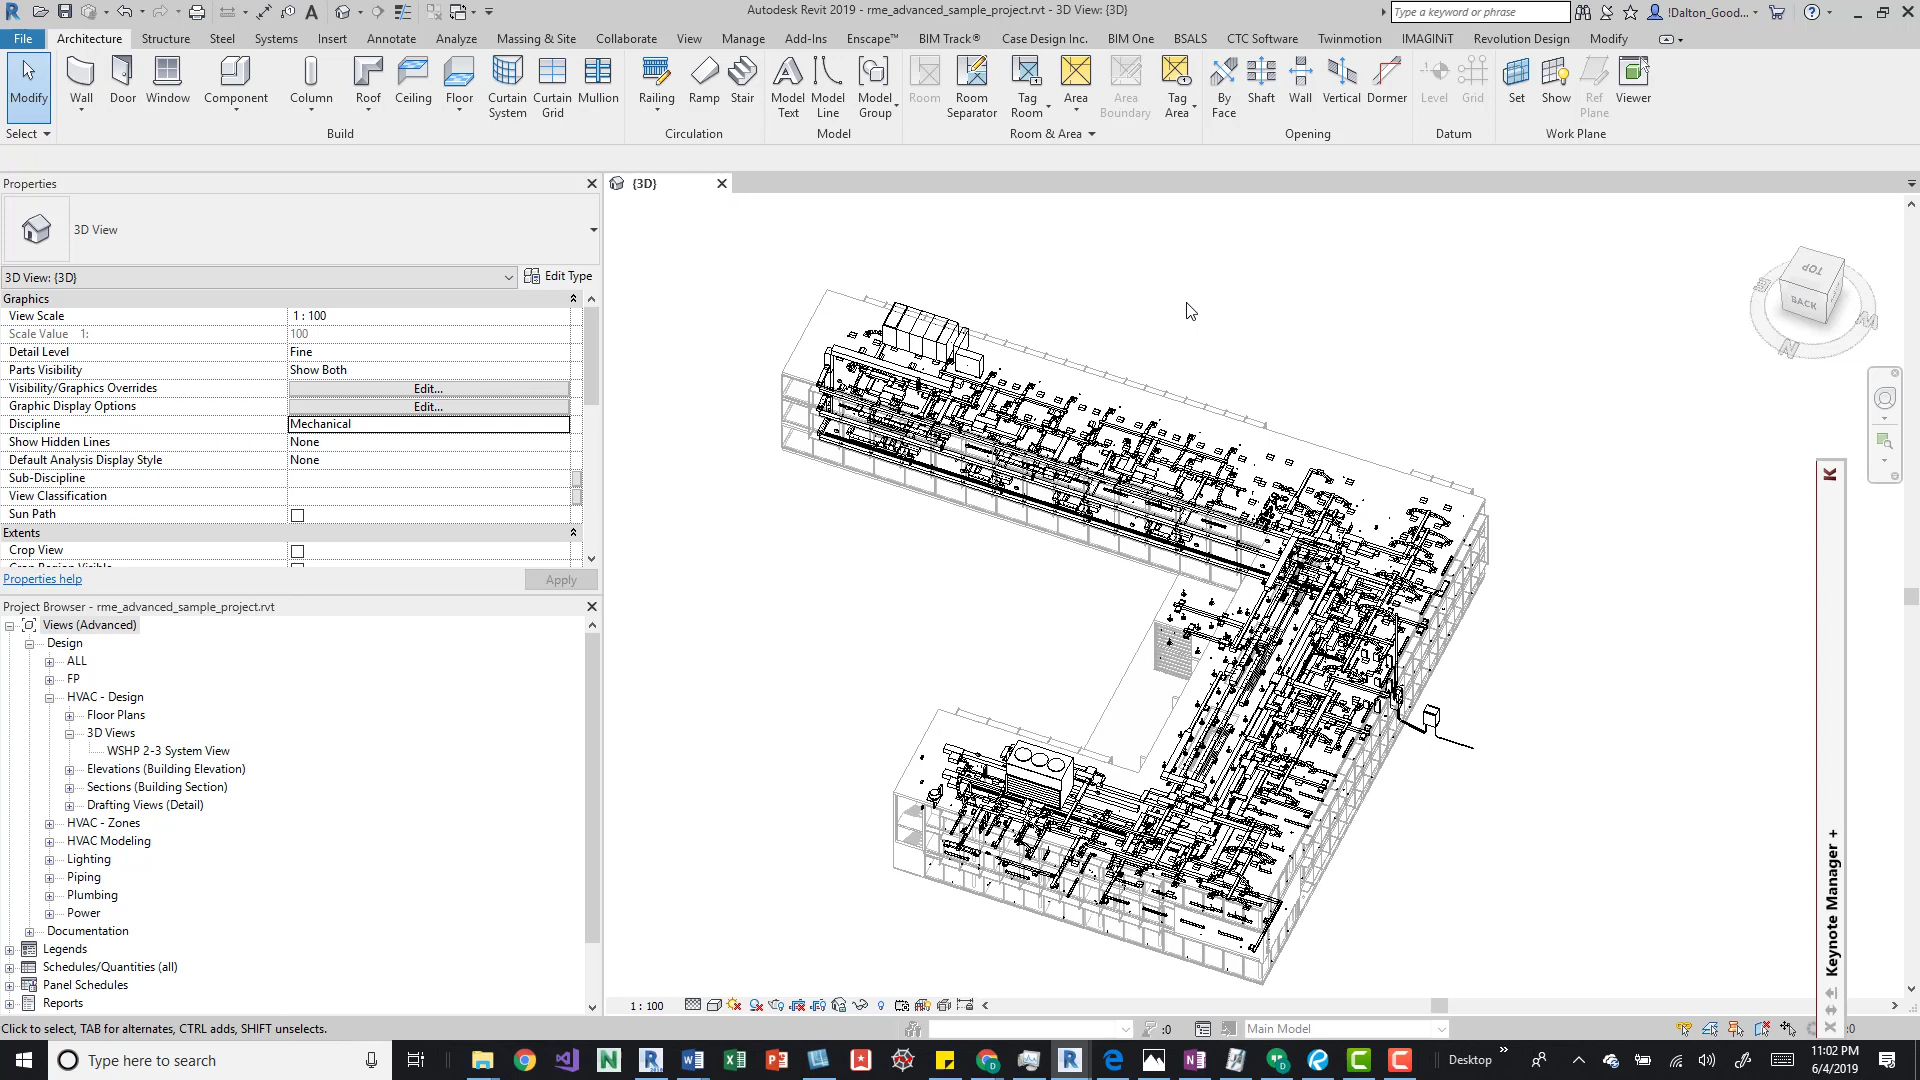 Autodesk Revit 2019 - rme_advanced_sample_project.rvt - 3D View: {3D}
Type a keyword or phrase
!Dalton_Good...
File Architecture Structure Steel Systems Insert Annotate Analyze Massing & Site Collaborate View Manage Add-Ins Enscape™ BIM Track® Case Design Inc. BIM One BSALS CTC Software Twinmotion IMAGINiT Revolution Design Modify
Modify Wall Door Window Component Column Roof Ceiling Floor Curtain System Curtain Grid Mullion Railing Ramp Stair Model Text Model Line Model Group Room Room Separator Tag Room Area Area Boundary Tag Area By Face Shaft Wall Vertical Dormer Level Grid Set Show Ref Plane Viewer
Select Build Circulation Model Room & Area Opening Datum Work Plane
Properties
{3D}
3D View
3D View: {3D} Edit Type
Graphics
View Scale 1 : 100
Scale Value 1: 100
Detail Level Fine
Parts Visibility Show Both
Visibility/Graphics Overrides Edit...
Graphic Display Options Edit...
Discipline Mechanical
Show Hidden Lines None
Default Analysis Display Style None
Sub-Discipline
View Classification
Sun Path
Extents
Crop View
Crop Region Visible
Properties help Apply
TOP
BACK
E
W
N
Project Browser - rme_advanced_sample_project.rvt
Views (Advanced)
Design
ALL
FP
HVAC - Design
Floor Plans
3D Views
WSHP 2-3 System View
Elevations (Building Elevation)
Sections (Building Section)
Drafting Views (Detail)
HVAC - Zones
HVAC Modeling
Lighting
Piping
Plumbing
Power
Documentation
Legends
Schedules/Quantities (all)
Panel Schedules
Reports
Keynote Manager +
1 : 100
Click to select, TAB for alternates, CTRL adds, SHIFT unselects.
:0
Main Model
:0
Type here to search
Desktop
11:02 PM
6/4/2019